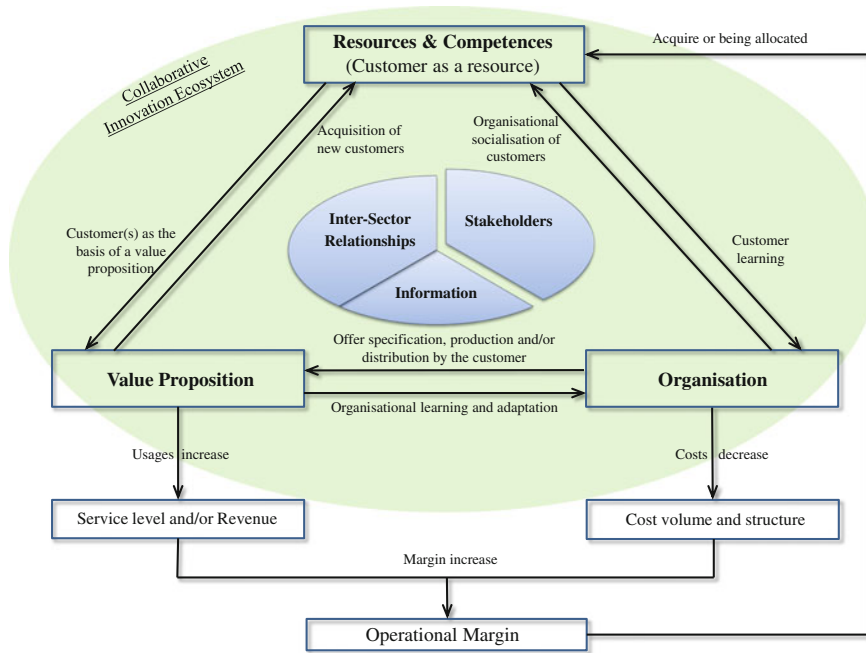 Resources & Competences
(Customer as a resource)
Acquire or being allocated
Collaborative
Innovation Ecosystem
Acquisition of
new customers
Organisational
socialisation of
customers
Inter-Sector
Relationships
Stakeholders
Information
Customer(s) as the
basis of a value
proposition
Customer
learning
Offer specification, production and/or
distribution by the customer
Value Proposition
Organisation
Organisational learning and adaptation
Usages increase
Costs decrease
Service level and/or Revenue
Cost volume and structure
Margin increase
Operational Margin